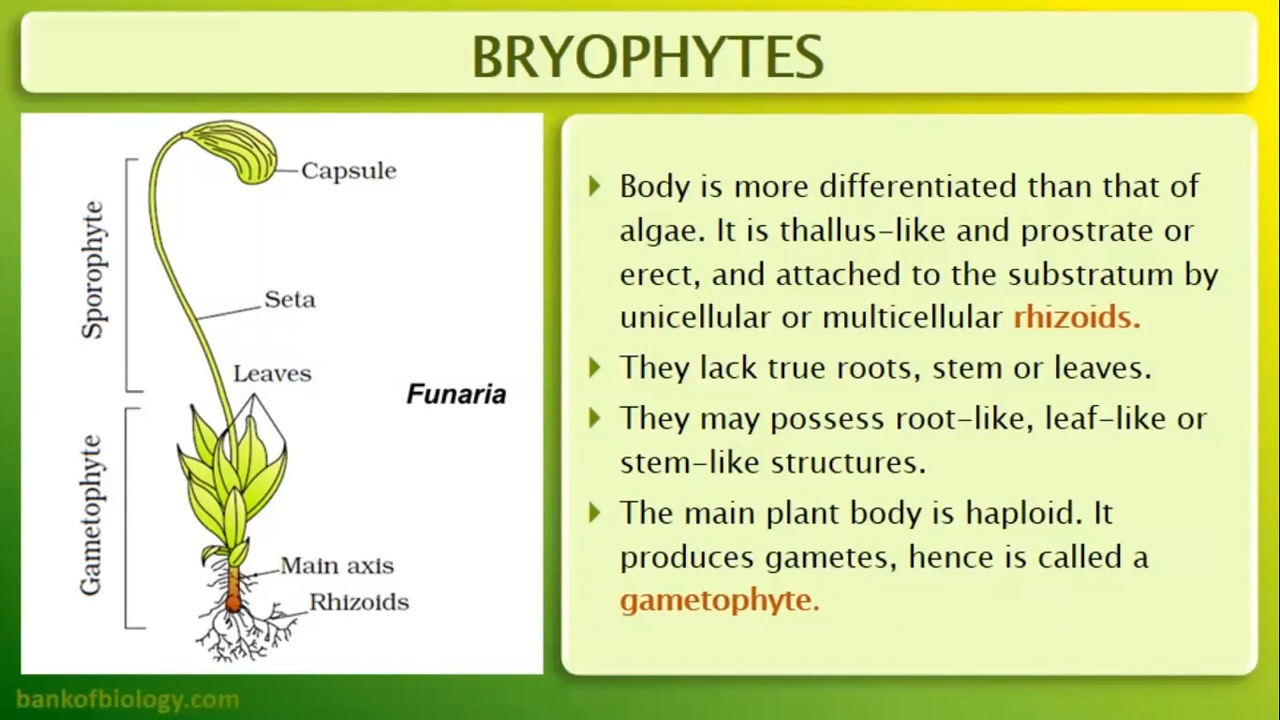 BRYOPHYTES
Capsule
Sporophyte
Seta
Leaves
Funaria
Gametophyte
Main axis
Rhizoids
Body is more differentiated than that of
algae. It is thallus-like and prostrate or
erect, and attached to the substratum by
unicellular or multicellular rhizoids.
They lack true roots, stem or leaves.
They may possess root-like, leaf-like or
stem-like structures.
The main plant body is haploid. It
produces gametes, hence is called a
gametophyte.
bankofbiology.com